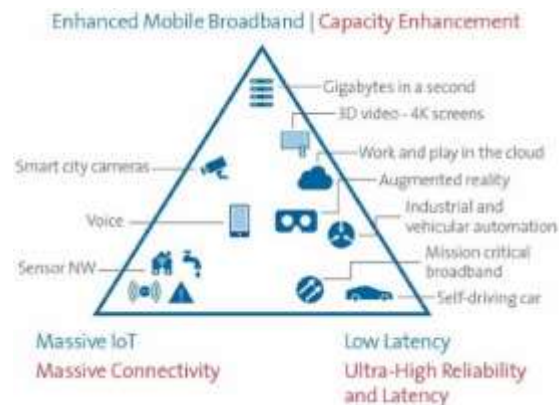 Enhanced Mobile Broadband | Capacity Enhancement
Gigabytes in a second
3D video - 4K screens
Smart city cameras
Work and play in the cloud
Augmented reality
Voice
Industrial and
vehicular automation
Mission critical
broadband
Sensor NW
Self-driving car
Massive IoT
Massive Connectivity
Low Latency
Ultra-High Reliability
and Latency